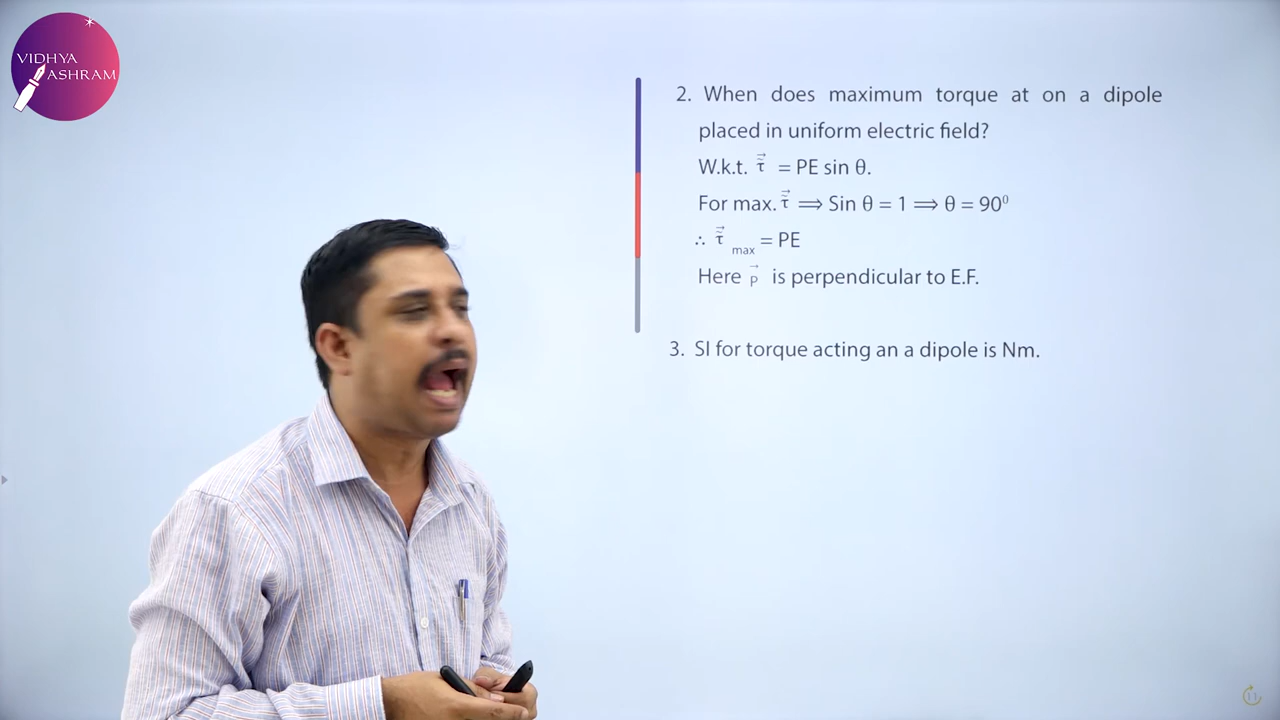 VIDHYA
ASHRAM
2. When does maximum torque at on a dipole
placed in uniform electric field?
W.k.t. τ⃗ = PE sin θ.
For max. τ⃗ ⟹ Sin θ = 1 ⟹ θ = 90⁰
∴ τ⃗ max = PE
Here P⃗ is perpendicular to E.F.
3. SI for torque acting an a dipole is Nm.